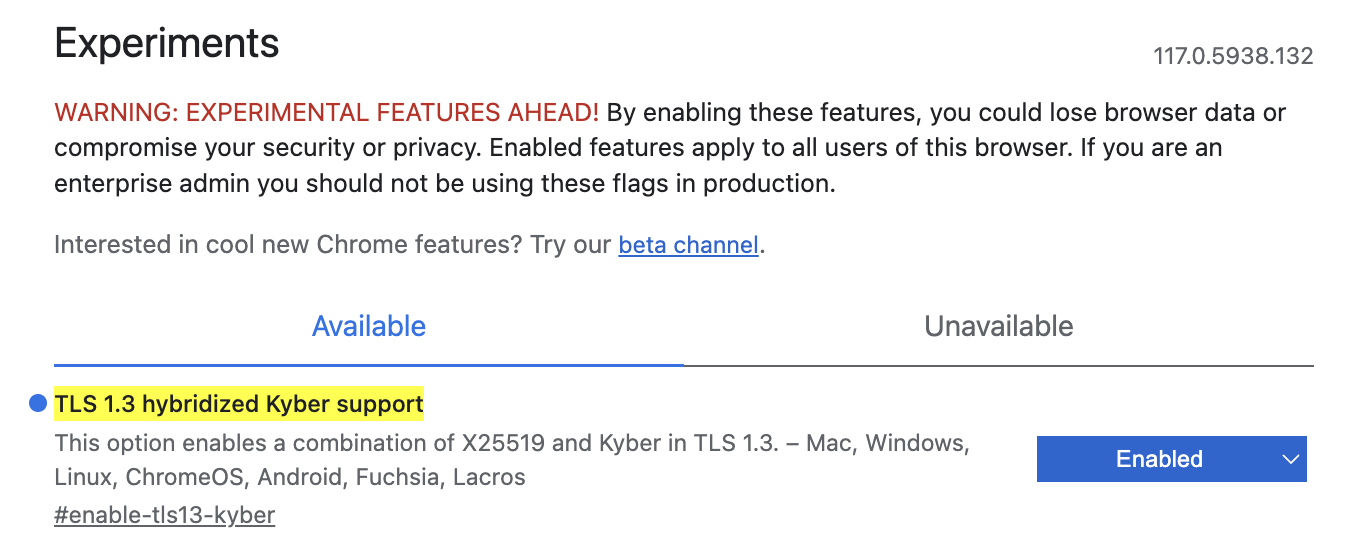 Experiments
117.0.5938.132
WARNING: EXPERIMENTAL FEATURES AHEAD! By enabling these features, you could lose browser data or
compromise your security or privacy. Enabled features apply to all users of this browser. If you are an
enterprise admin you should not be using these flags in production.
Interested in cool new Chrome features? Try our beta channel.
Available
Unavailable
TLS 1.3 hybridized Kyber support
This option enables a combination of X25519 and Kyber in TLS 1.3. – Mac, Windows,
Linux, ChromeOS, Android, Fuchsia, Lacros
#enable-tls13-kyber
Enabled